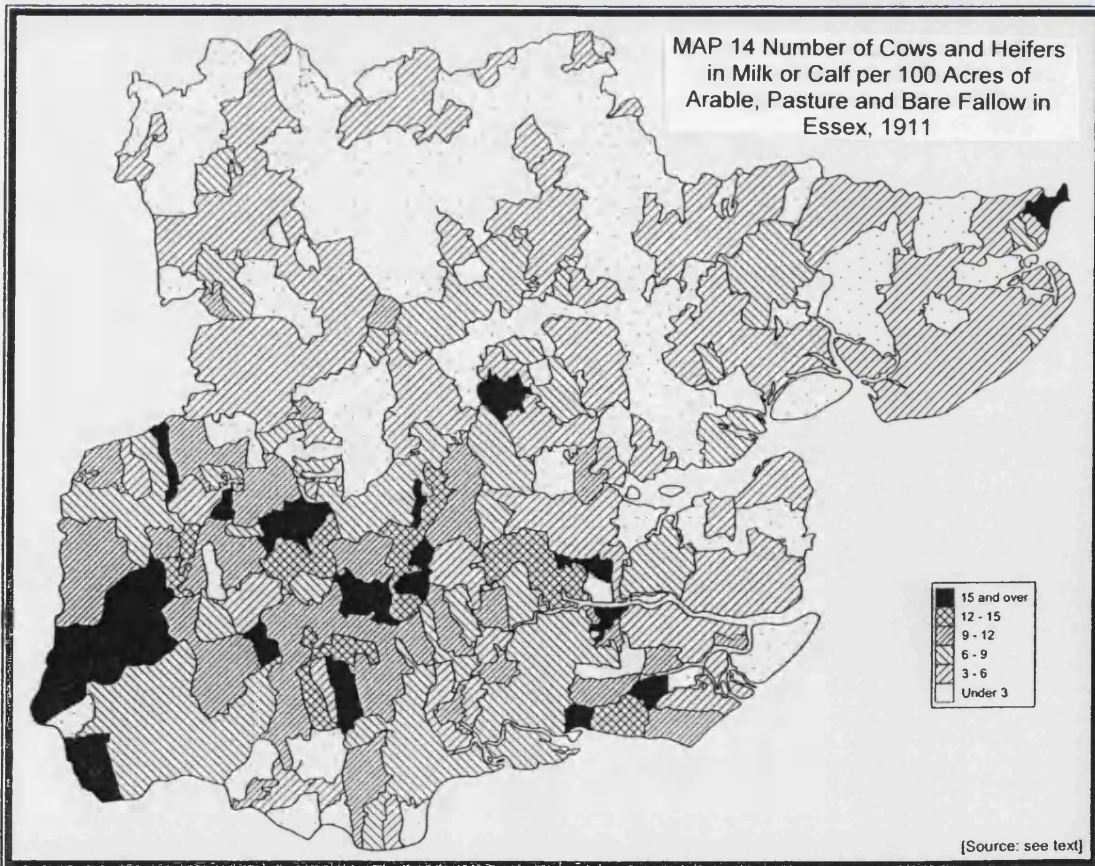 MAP 14 Number of Cows and Heifers
in Milk or Calf per 100 Acres of
Arable, Pasture and Bare Fallow in
Essex, 1911
15 and over
12 - 15
9 - 12
6 - 9
3 - 6
Under 3
[Source: see text]